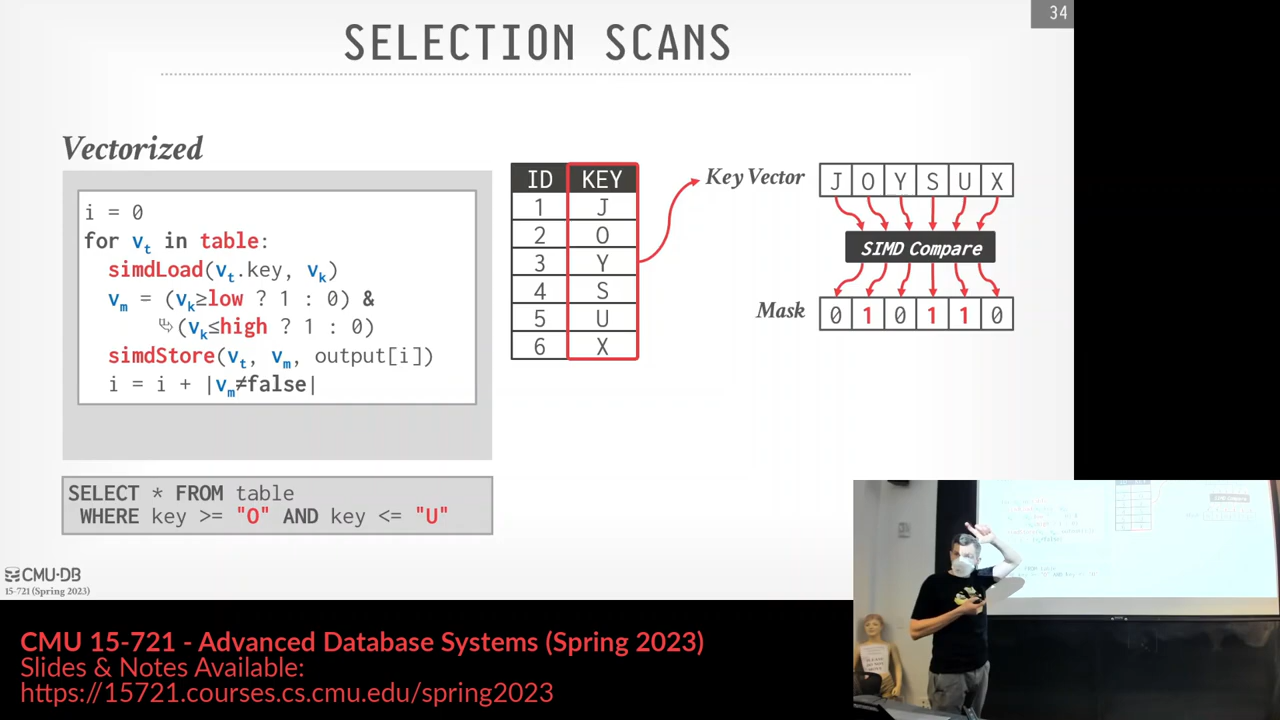 34
SELECTION SCANS
Vectorized
i = 0
for vt in table:
simdLoad(vt.key, vk)
vm = (vk≥low ? 1 : 0) &
↳(vk≤high ? 1 : 0)
simdStore(vt, vm, output[i])
i = i + |vm≠false|
SELECT * FROM table
WHERE key >= "O" AND key <= "U"
ID KEY
1 J
2 O
3 Y
4 S
5 U
6 X
Key Vector J O Y S U X
SIMD Compare
Mask 0 1 0 1 1 0
CMU·DB
15-721 (Spring 2023)
CMU 15-721 - Advanced Database Systems (Spring 2023)
Slides & Notes Available:
https://15721.courses.cs.cmu.edu/spring2023